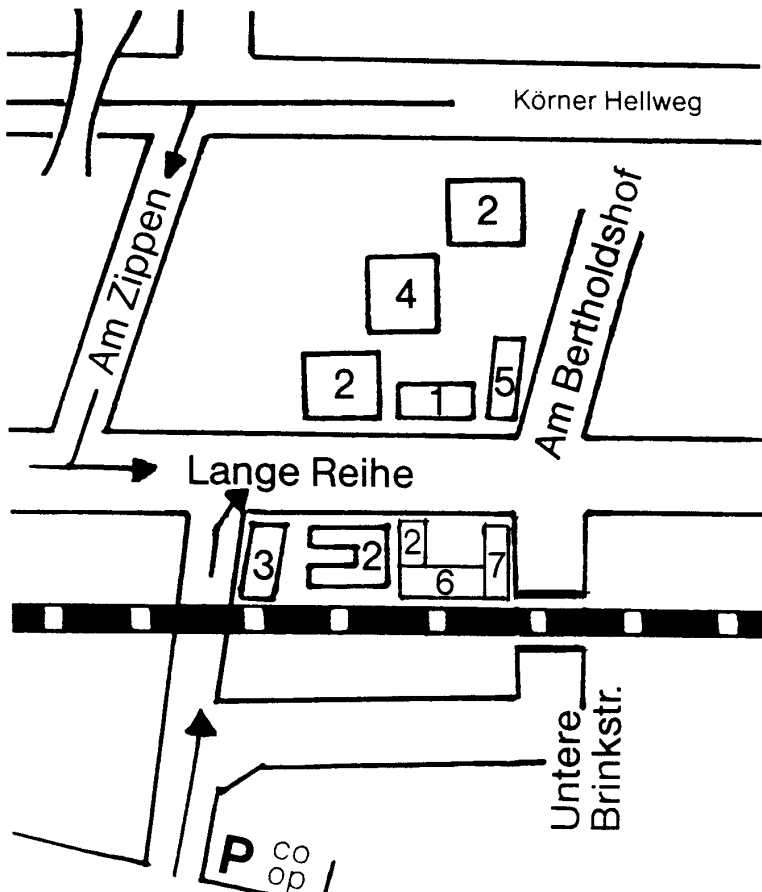 Körner Hellweg
2
Am Zippen
4
Am Bertholdshof
2
1
5
Lange Reihe
3
2
2
6
7
Untere
Brinkstr.
P co
op